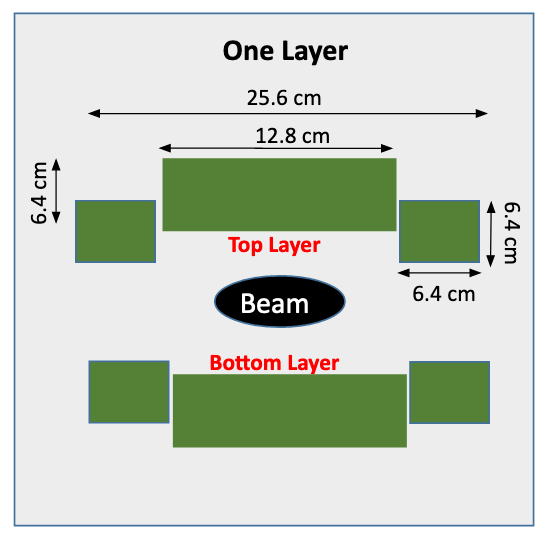 One Layer
25.6 cm
12.8 cm
6.4 cm
Top Layer
6.4 cm
6.4 cm
Beam
Bottom Layer